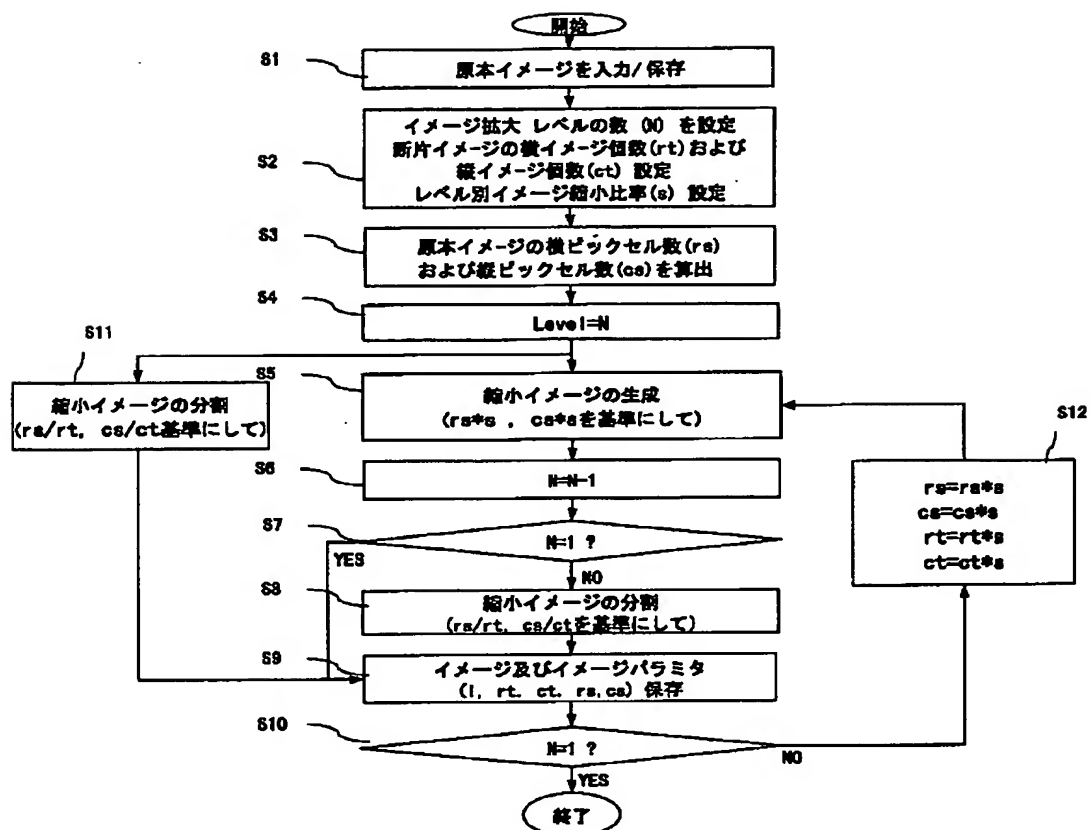 開始
S1
原本イメージを入力/保存
S2
イメージ拡大 レベルの数 (N) を設定
断片イメージの横イメージ個数(rt)および
縦イメージ個数(ct) 設定
レベル別イメージ縮小比率(s) 設定
S3
原本イメージの横ピックセル数(rs)
および縦ピックセル数(cs)を算出
S4
Level=N
S11
縮小イメージの分割
(rs/rt, cs/ct基準にして)
S5
縮小イメージの生成
(rs*s , cs*sを基準にして)
S12
rs=rs*s
cs=cs*s
rt=rt*s
ct=ct*s
S6
N=N-1
S7
N=1 ?
YES
NO
S8
縮小イメージの分割
(rs/rt, cs/ctを基準にして)
S9
イメージ及びイメージパラミタ
(l, rt, ct, rs,cs) 保存
S10
N=1 ?
NO
YES
終了